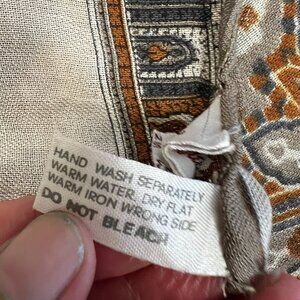 HAND WASH SEPARATELY
WARM WATER, DRY FLAT
WARM IRON WRONG SIDE
DO NOT BLEACH